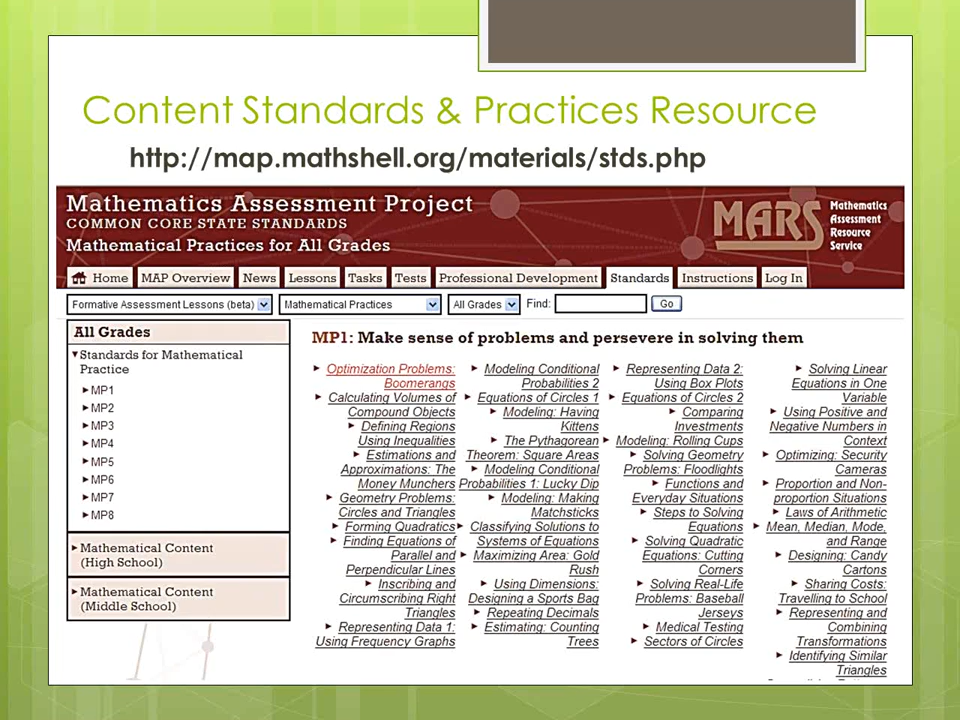 Content Standards & Practices Resource
http://map.mathshell.org/materials/stds.php
Mathematics Assessment Project
COMMON CORE STATE STANDARDS
Mathematical Practices for All Grades
MARS
Mathematics
Assessment
Resource
Service
Home MAP Overview News Lessons Tasks Tests Professional Development Standards Instructions Log In
Formative Assessment Lessons (beta) Mathematical Practices All Grades Find: Go
All Grades
Standards for Mathematical
Practice
MP1
MP2
MP3
MP4
MP5
MP6
MP7
MP8
Mathematical Content
(High School)
Mathematical Content
(Middle School)
MP1: Make sense of problems and persevere in solving them
Optimization Problems:
Boomerangs
Calculating Volumes of
Compound Objects
Defining Regions
Using Inequalities
Estimations and
Approximations: The
Money Munchers
Geometry Problems:
Circles and Triangles
Forming Quadratics
Finding Equations of
Parallel and
Perpendicular Lines
Inscribing and
Circumscribing Right
Triangles
Representing Data 1:
Using Frequency Graphs
Modeling Conditional
Probabilities 2
Equations of Circles 1
Modeling: Having
Kittens
The Pythagorean
Theorem: Square Areas
Modeling Conditional
Probabilities 1: Lucky Dip
Modeling: Making
Matchsticks
Classifying Solutions to
Systems of Equations
Maximizing Area: Gold
Rush
Using Dimensions:
Designing a Sports Bag
Repeating Decimals
Estimating: Counting
Trees
Representing Data 2:
Using Box Plots
Equations of Circles 2
Comparing
Investments
Modeling: Rolling Cups
Solving Geometry
Problems: Floodlights
Functions and
Everyday Situations
Steps to Solving
Equations
Solving Quadratic
Equations: Cutting
Corners
Solving Real-Life
Problems: Baseball
Jerseys
Medical Testing
Sectors of Circles
Solving Linear
Equations in One
Variable
Using Positive and
Negative Numbers in
Context
Optimizing: Security
Cameras
Proportion and Non-
proportion Situations
Laws of Arithmetic
Mean, Median, Mode,
and Range
Designing: Candy
Cartons
Sharing Costs:
Travelling to School
Representing and
Combining
Transformations
Identifying Similar
Triangles